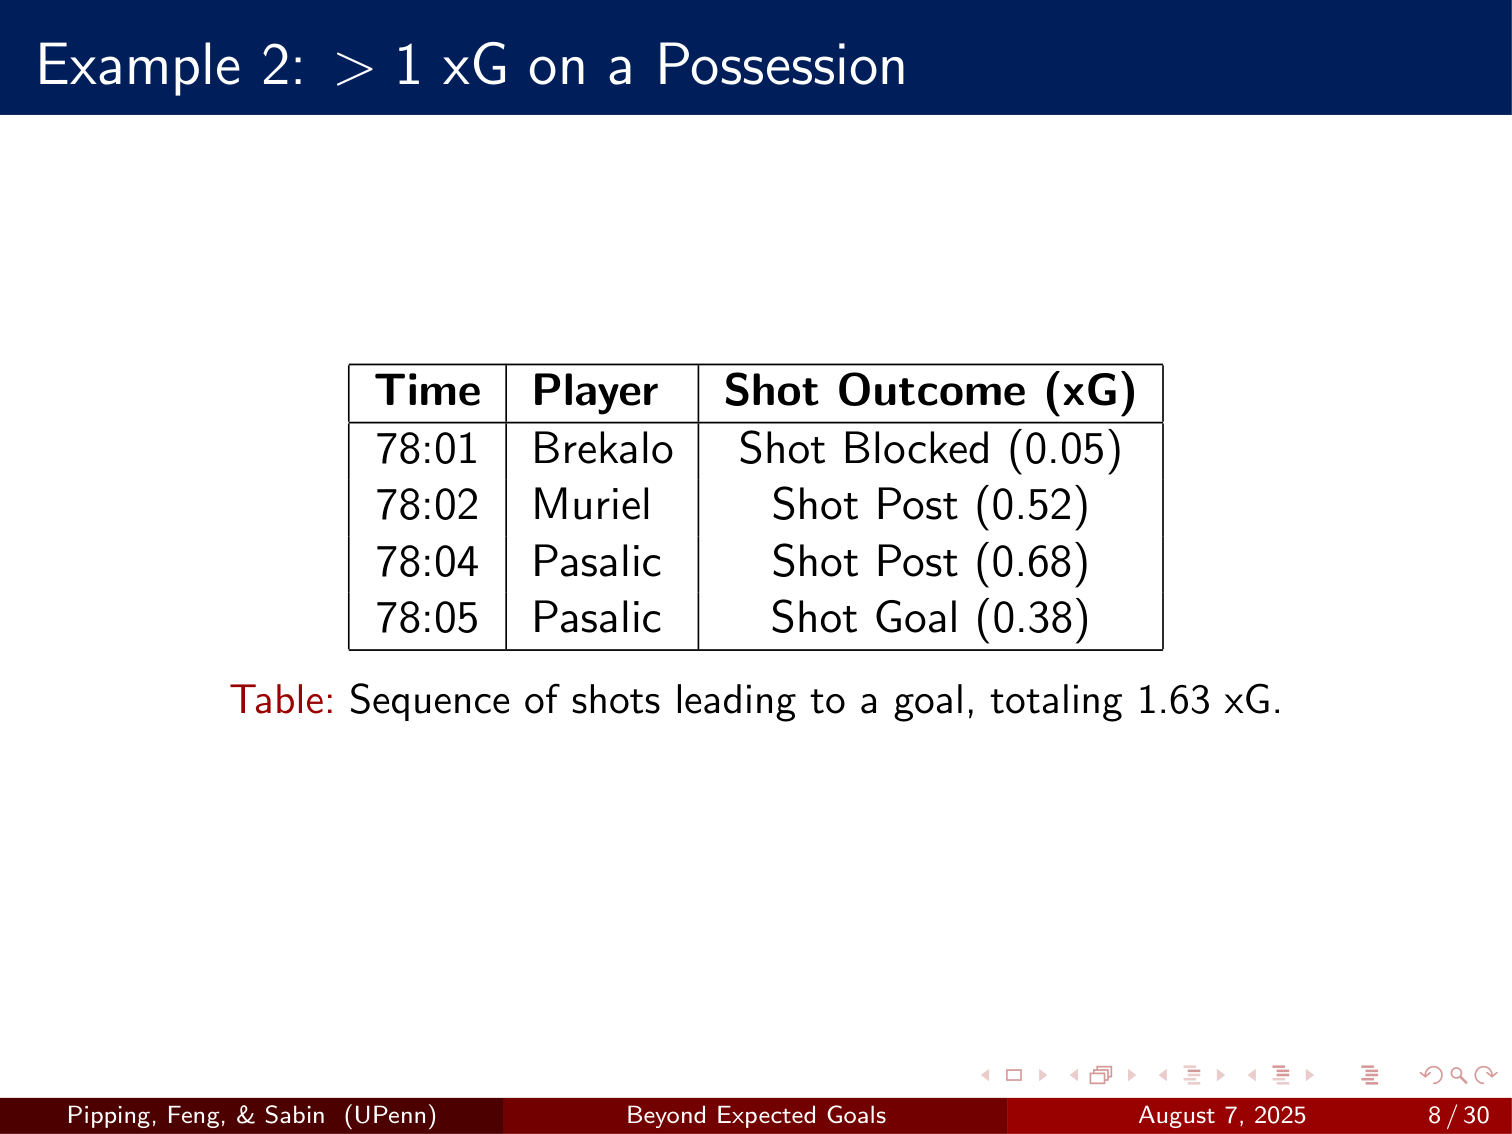 Example 2: > 1 xG on a Possession
Time Player Shot Outcome (xG)
78:01 Brekalo Shot Blocked (0.05)
78:02 Muriel Shot Post (0.52)
78:04 Pasalic Shot Post (0.68)
78:05 Pasalic Shot Goal (0.38)
Table: Sequence of shots leading to a goal, totaling 1.63 xG.
Pipping, Feng, & Sabin (UPenn) Beyond Expected Goals August 7, 2025 8 / 30